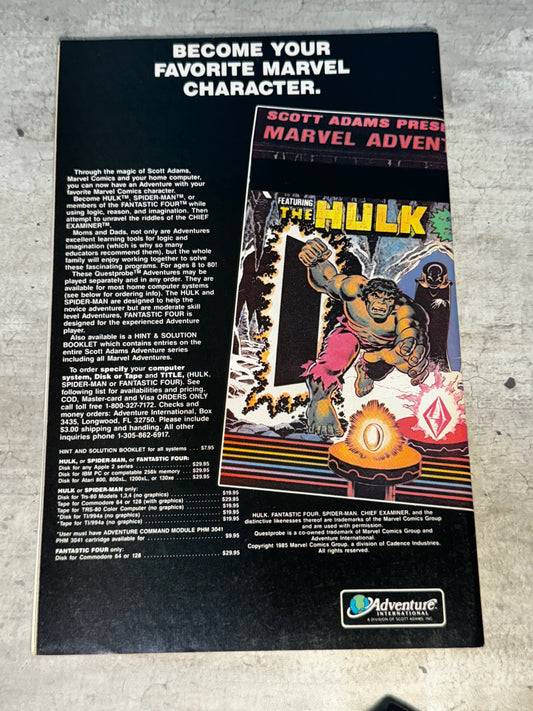 BECOME YOUR
FAVORITE MARVEL
CHARACTER.
SCOTT ADAMS PRES
MARVEL ADVEN
FEATURING
THE HULK
Through the magic of Scott Adams,
Marvel Comics and your home computer,
you can now have an Adventure with your
favorite Marvel Comics character.
Become HULK™, SPIDER-MAN™, or
members of the FANTASTIC FOUR™ while
using logic, reason, and imagination. Then
attempt to unravel the riddles of the CHIEF
EXAMINER™.
Moms and Dads, not only are Adventures
excellent learning tools for logic and
imagination (which is why so many
educators recommend them), but the whole
family will enjoy working together to solve
these fascinating programs. For ages 8 to 80!
These Questprobe™ Adventures may be
played separately and in any order. They are
available for most home computer systems
(see below for ordering info). The HULK and
SPIDER-MAN are designed to help the
novice adventurer but are moderate skill
level Adventures, FANTASTIC FOUR is
designed for the experienced Adventure
player.
Also available is a HINT & SOLUTION
BOOKLET which contains entries on the
entire Scott Adams Adventure series
including all Marvel Adventures.
To order specify your computer
system, Disk or Tape and TITLE, (HULK,
SPIDER-MAN or FANTASTIC FOUR). See
following list for availabilities and pricing.
COD, Master-card and Visa ORDERS ONLY
call toll free 1-800-327-7172. Checks and
money orders: Adventure International, Box
3435, Longwood, FL 32750. Please include
$3.00 shipping and handling. All other
inquiries phone 1-305-862-6917.
HINT AND SOLUTION BOOKLET for all systems . . . $7.95
HULK, or SPIDER-MAN, or FANTASTIC FOUR:
Disk for any Apple 2 series . . . . . . . . . . . . . . . . . $29.95
Disk for IBM PC or compatable 256k memory . . . . $29.95
Disk for Atari 800, 800xL, 1200xL, or 130xe . . . . $29.95
HULK or SPIDER-MAN only:
Disk for Trs-80 Models 1,3,4 (no graphics) . . . . . . $19.95
Tape for Commodore 64 or 128 (with graphics) . . $29.95
Tape for TRS-80 Color Computer (no graphics) . . $19.95
*Disk for TI/994a (no graphics) . . . . . . . . . . . . . . $19.95
*Tape for TI/994a (no graphics) . . . . . . . . . . . . . . $19.95
*User must have ADVENTURE COMMAND MODULE PHM 3041
PHM 3041 cartridge available for . . . . . . . . . . . . . $9.95
FANTASTIC FOUR only:
Disk for Commodore 64 or 128 . . . . . . . . . . . . . . $29.95
HULK, FANTASTIC FOUR, SPIDER-MAN, CHIEF EXAMINER, and the
distinctive likenesses thereof are trademarks of the Marvel Comics Group
and are used with permission.
Questprobe is a co-owned trademark of Marvel Comics Group and
Adventure International.
Copyright 1985 Marvel Comics Group, a division of Cadence Industries.
All rights reserved.
Adventure
INTERNATIONAL
A DIVISION OF SCOTT ADAMS, INC.